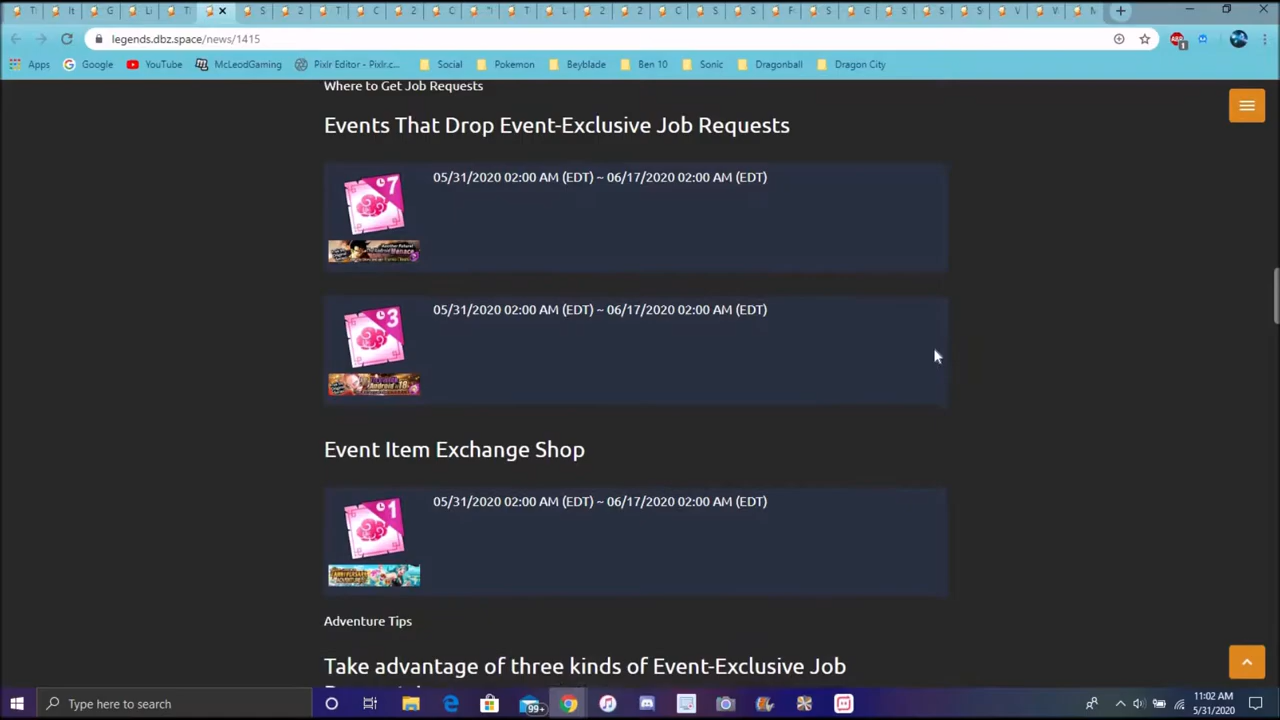 legends.dbz.space/news/1415
Apps
Google
YouTube
McLeodGaming
Pixlr Editor - Pixlr.c...
Social
Pokemon
Beyblade
Ben 10
Sonic
Dragonball
Dragon City
Where to Get Job Requests
Events That Drop Event-Exclusive Job Requests
7
05/31/2020 02:00 AM (EDT) ~ 06/17/2020 02:00 AM (EDT)
3
05/31/2020 02:00 AM (EDT) ~ 06/17/2020 02:00 AM (EDT)
Event Item Exchange Shop
1
05/31/2020 02:00 AM (EDT) ~ 06/17/2020 02:00 AM (EDT)
Adventure Tips
Take advantage of three kinds of Event-Exclusive Job
Type here to search
99+
11:02 AM
5/31/2020